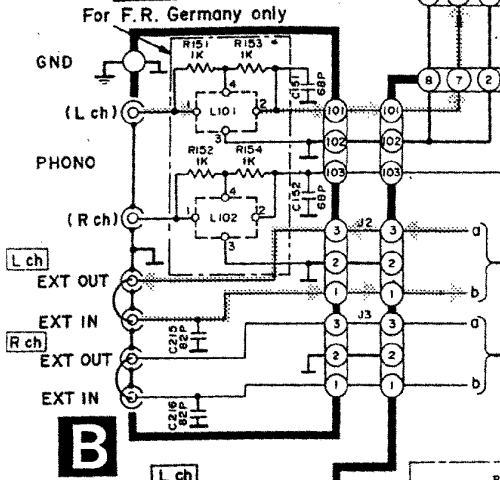 For F.R. Germany only
R151 1K
R153 1K
GND
4
C151 68P
8 7 2
(L ch)
1 L101 2
101 101
3
102 102
R152 1K
R154 1K
PHONO
103 103
4
C152 68P
(R ch)
1 L102 2
3
3 J2 3 a
L ch
2 2
EXT OUT
1 1 b
EXT IN
C215 82P
3 J3 3 a
R ch
EXT OUT
2 2
EXT IN
1 1 b
C216 82P
B
L ch